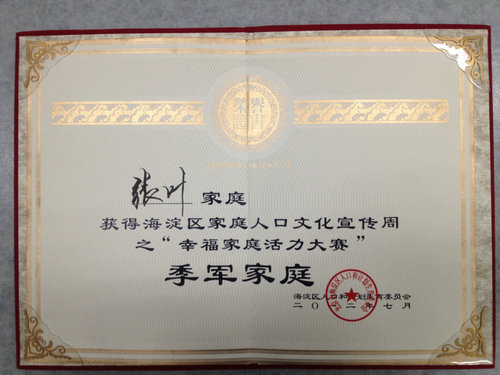 张叶 家庭
获得海淀区家庭人口文化宣传周
之“幸福家庭活力大赛”
季军家庭
海淀区人口和计划生育委员会
二〇一二年七月